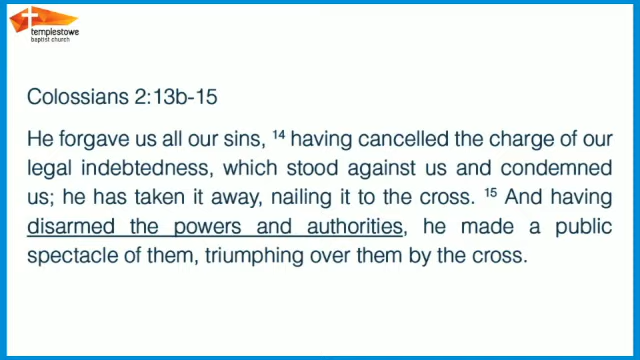 templestowe
baptist church
Colossians 2:13b-15
He forgave us all our sins, ¹⁴ having cancelled the charge of our
legal indebtedness, which stood against us and condemned
us; he has taken it away, nailing it to the cross. ¹⁵ And having
disarmed the powers and authorities, he made a public
spectacle of them, triumphing over them by the cross.